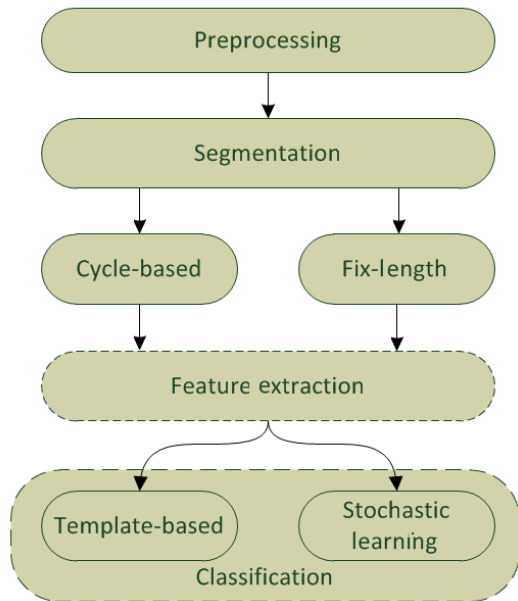 Preprocessing
Segmentation
Cycle-based
Fix-length
Feature extraction
Template-based
Stochastic
learning
Classification